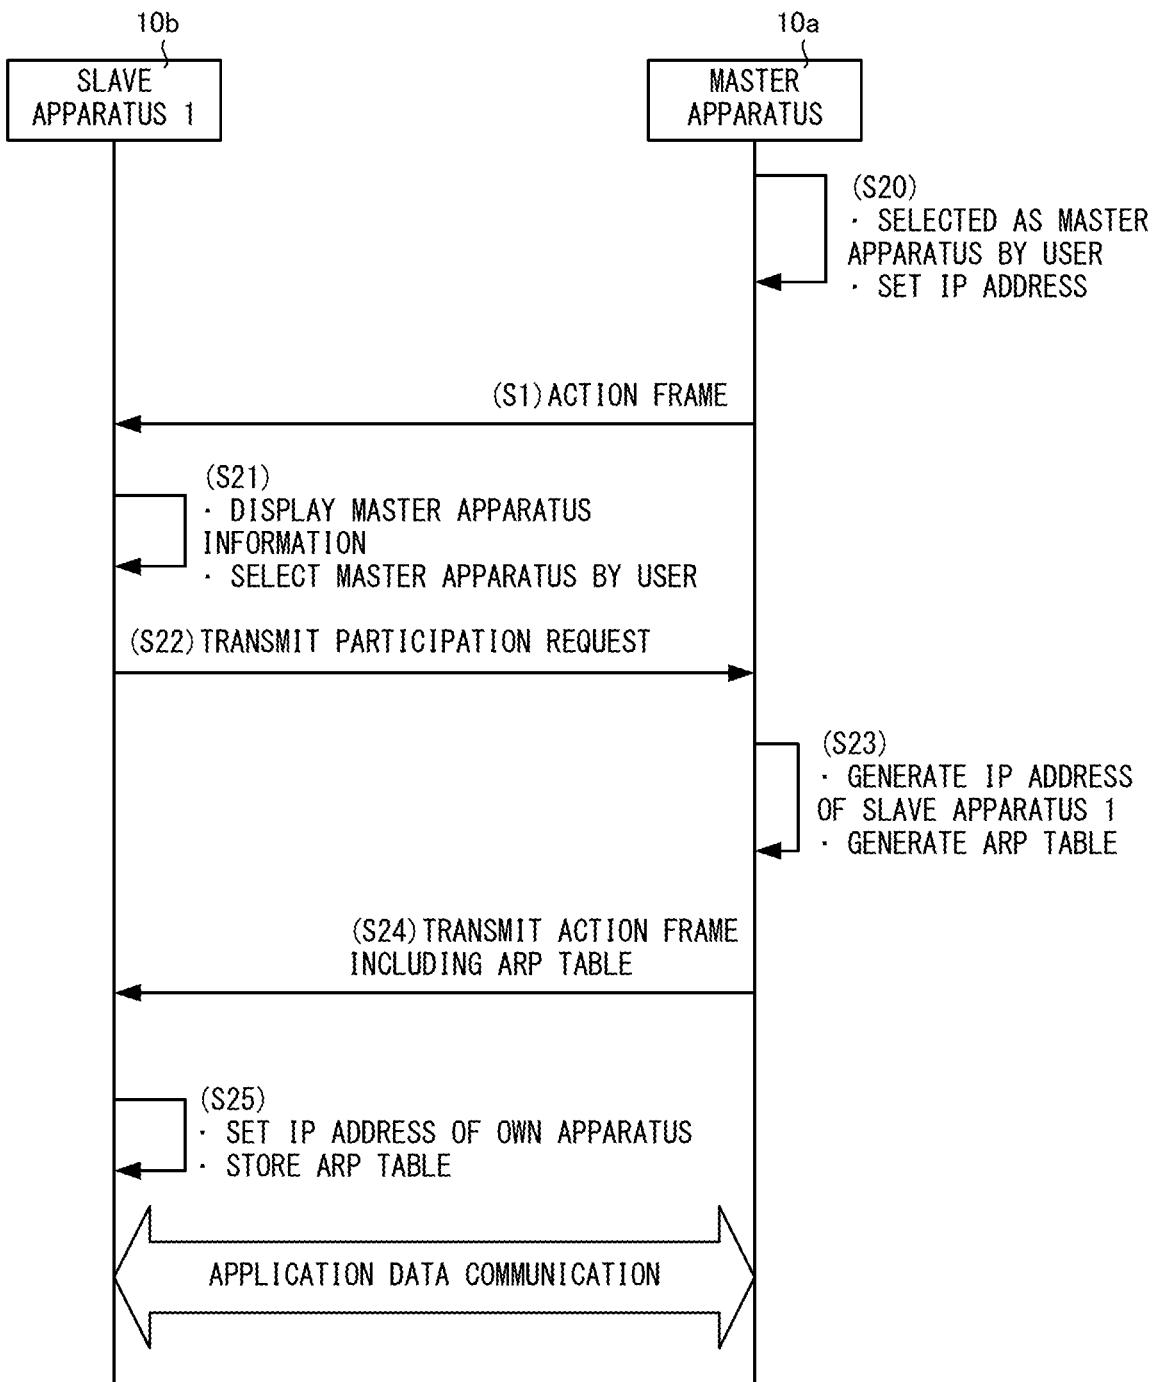 10b
10a
SLAVE
APPARATUS 1
MASTER
APPARATUS
(S20)
· SELECTED AS MASTER
APPARATUS BY USER
· SET IP ADDRESS
(S1)ACTION FRAME
(S21)
· DISPLAY MASTER APPARATUS
INFORMATION
· SELECT MASTER APPARATUS BY USER
(S22)TRANSMIT PARTICIPATION REQUEST
(S23)
· GENERATE IP ADDRESS
OF SLAVE APPARATUS 1
· GENERATE ARP TABLE
(S24)TRANSMIT ACTION FRAME
INCLUDING ARP TABLE
(S25)
· SET IP ADDRESS OF OWN APPARATUS
· STORE ARP TABLE
APPLICATION DATA COMMUNICATION